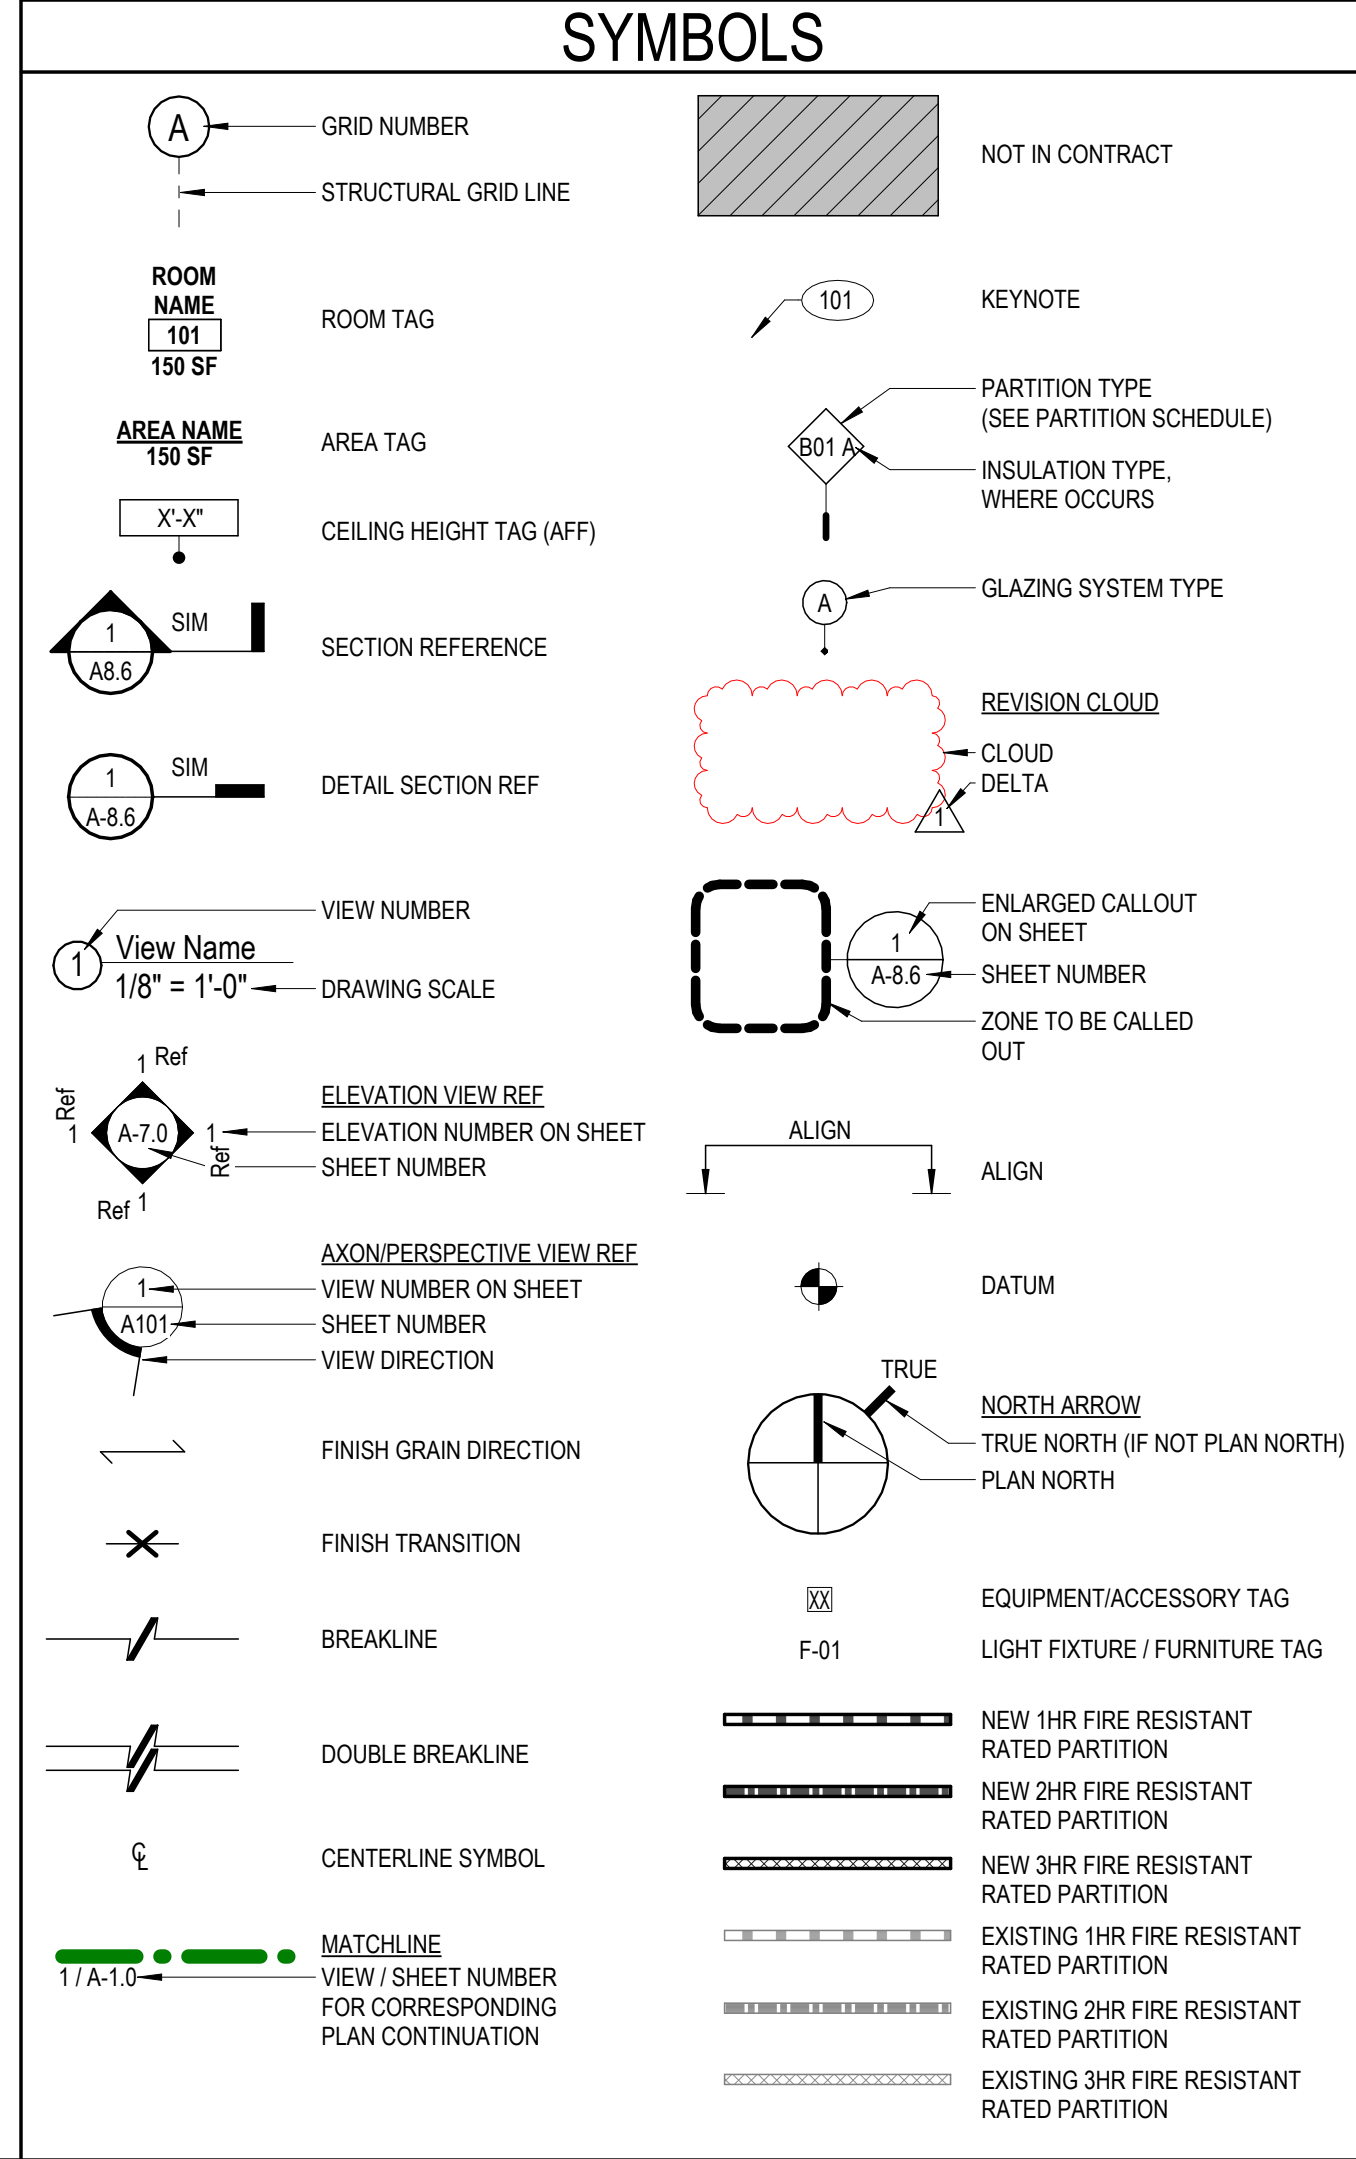 SYMBOLS
A
GRID NUMBER
STRUCTURAL GRID LINE
ROOM
NAME
101
150 SF
ROOM TAG
AREA NAME
150 SF
AREA TAG
X'-X"
CEILING HEIGHT TAG (AFF)
1
A8.6
SIM
SECTION REFERENCE
1
A-8.6
SIM
DETAIL SECTION REF
VIEW NUMBER
1
View Name
1/8" = 1'-0"
DRAWING SCALE
1 Ref
Ref
1
A-7.0
1
Ref
Ref 1
ELEVATION VIEW REF
ELEVATION NUMBER ON SHEET
SHEET NUMBER
AXON/PERSPECTIVE VIEW REF
1
VIEW NUMBER ON SHEET
A101
SHEET NUMBER
VIEW DIRECTION
FINISH GRAIN DIRECTION
FINISH TRANSITION
BREAKLINE
DOUBLE BREAKLINE
℄
CENTERLINE SYMBOL
MATCHLINE
1 / A-1.0
VIEW / SHEET NUMBER
FOR CORRESPONDING
PLAN CONTINUATION
NOT IN CONTRACT
101
KEYNOTE
B01 A
PARTITION TYPE
(SEE PARTITION SCHEDULE)
INSULATION TYPE,
WHERE OCCURS
A
GLAZING SYSTEM TYPE
REVISION CLOUD
CLOUD
DELTA
1
1
A-8.6
ENLARGED CALLOUT
ON SHEET
SHEET NUMBER
ZONE TO BE CALLED
OUT
ALIGN
ALIGN
DATUM
TRUE
NORTH ARROW
TRUE NORTH (IF NOT PLAN NORTH)
PLAN NORTH
XX
EQUIPMENT/ACCESSORY TAG
F-01
LIGHT FIXTURE / FURNITURE TAG
NEW 1HR FIRE RESISTANT
RATED PARTITION
NEW 2HR FIRE RESISTANT
RATED PARTITION
NEW 3HR FIRE RESISTANT
RATED PARTITION
EXISTING 1HR FIRE RESISTANT
RATED PARTITION
EXISTING 2HR FIRE RESISTANT
RATED PARTITION
EXISTING 3HR FIRE RESISTANT
RATED PARTITION